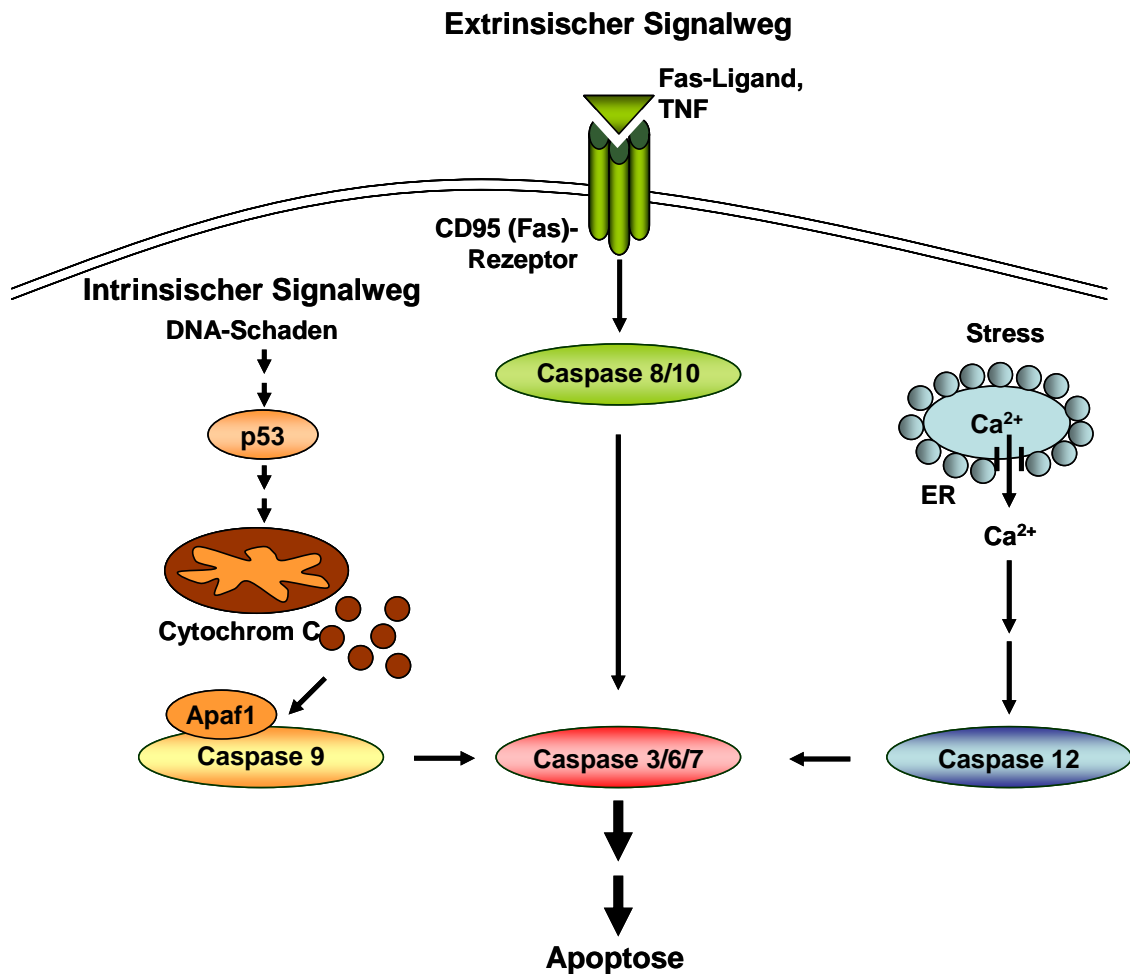 Extrinsischer Signalweg
Fas-Ligand,
TNF
CD95 (Fas)-
Rezeptor
Intrinsischer Signalweg
DNA-Schaden
p53
Cytochrom C
Apaf1
Caspase 9
Caspase 8/10
Caspase 3/6/7
Apoptose
Stress
Ca²⁺
ER
Ca²⁺
Caspase 12